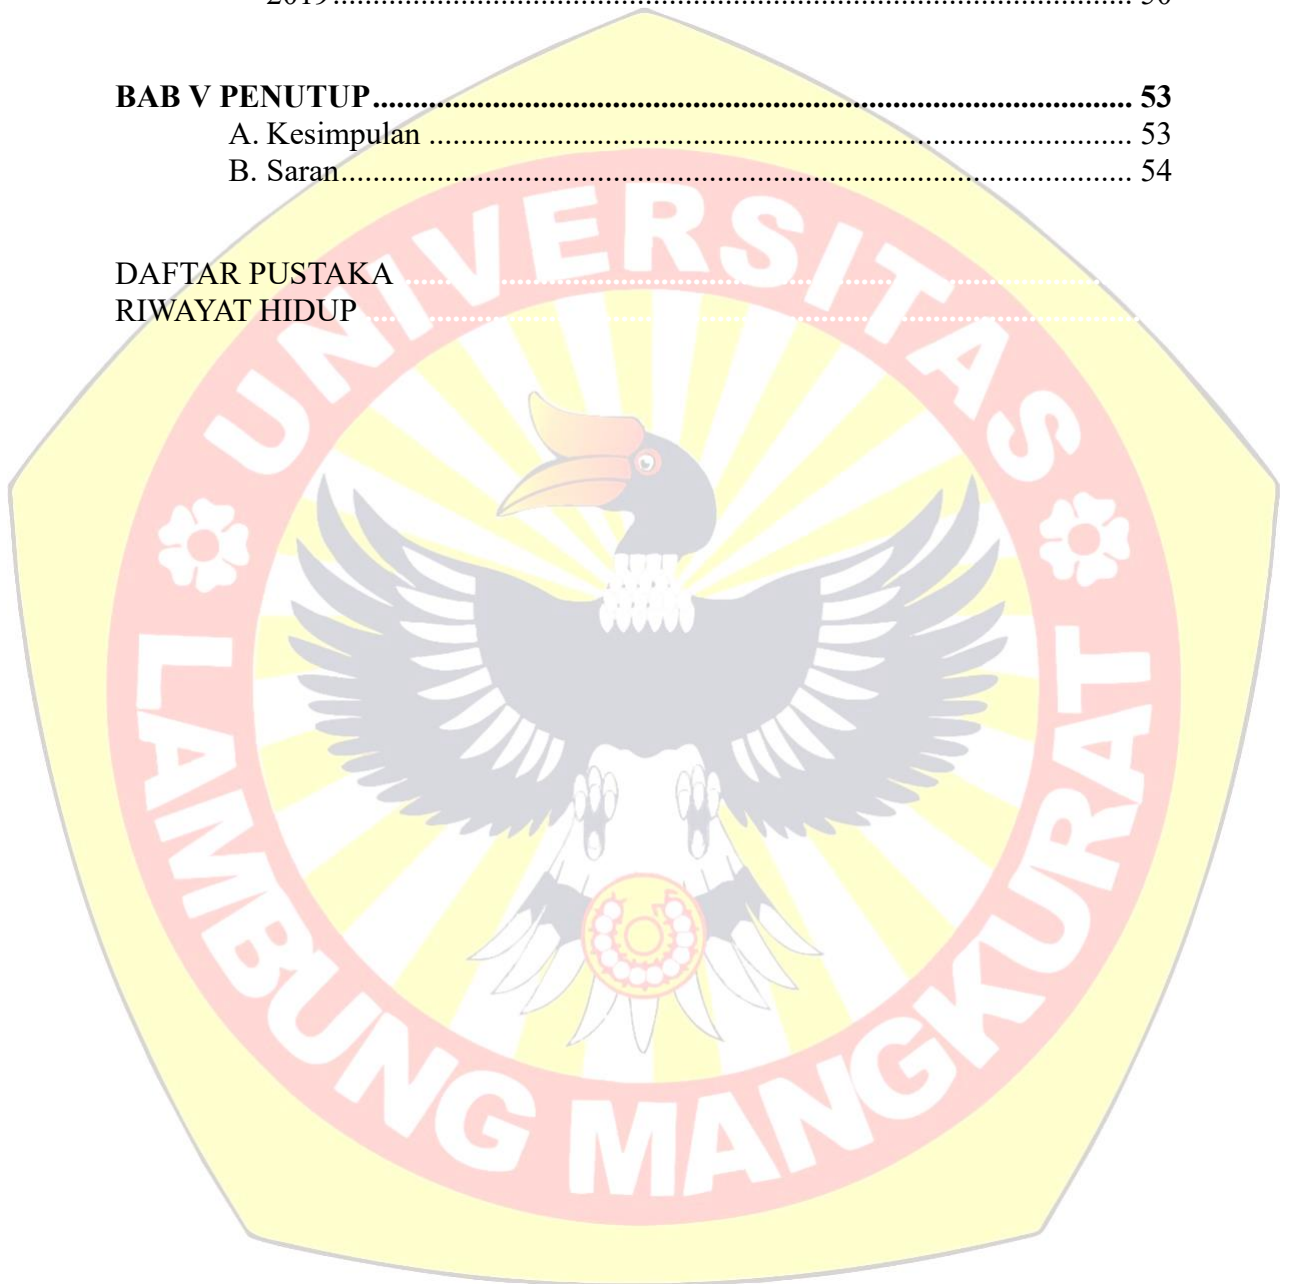 2019.......................................................................................................... 50
BAB V PENUTUP............................................................................................... 53
A. Kesimpulan ........................................................................................ 53
B. Saran................................................................................................... 54
DAFTAR PUSTAKA
RIWAYAT HIDUP
UNIVERSITAS
LAMBUNG MANGKURAT